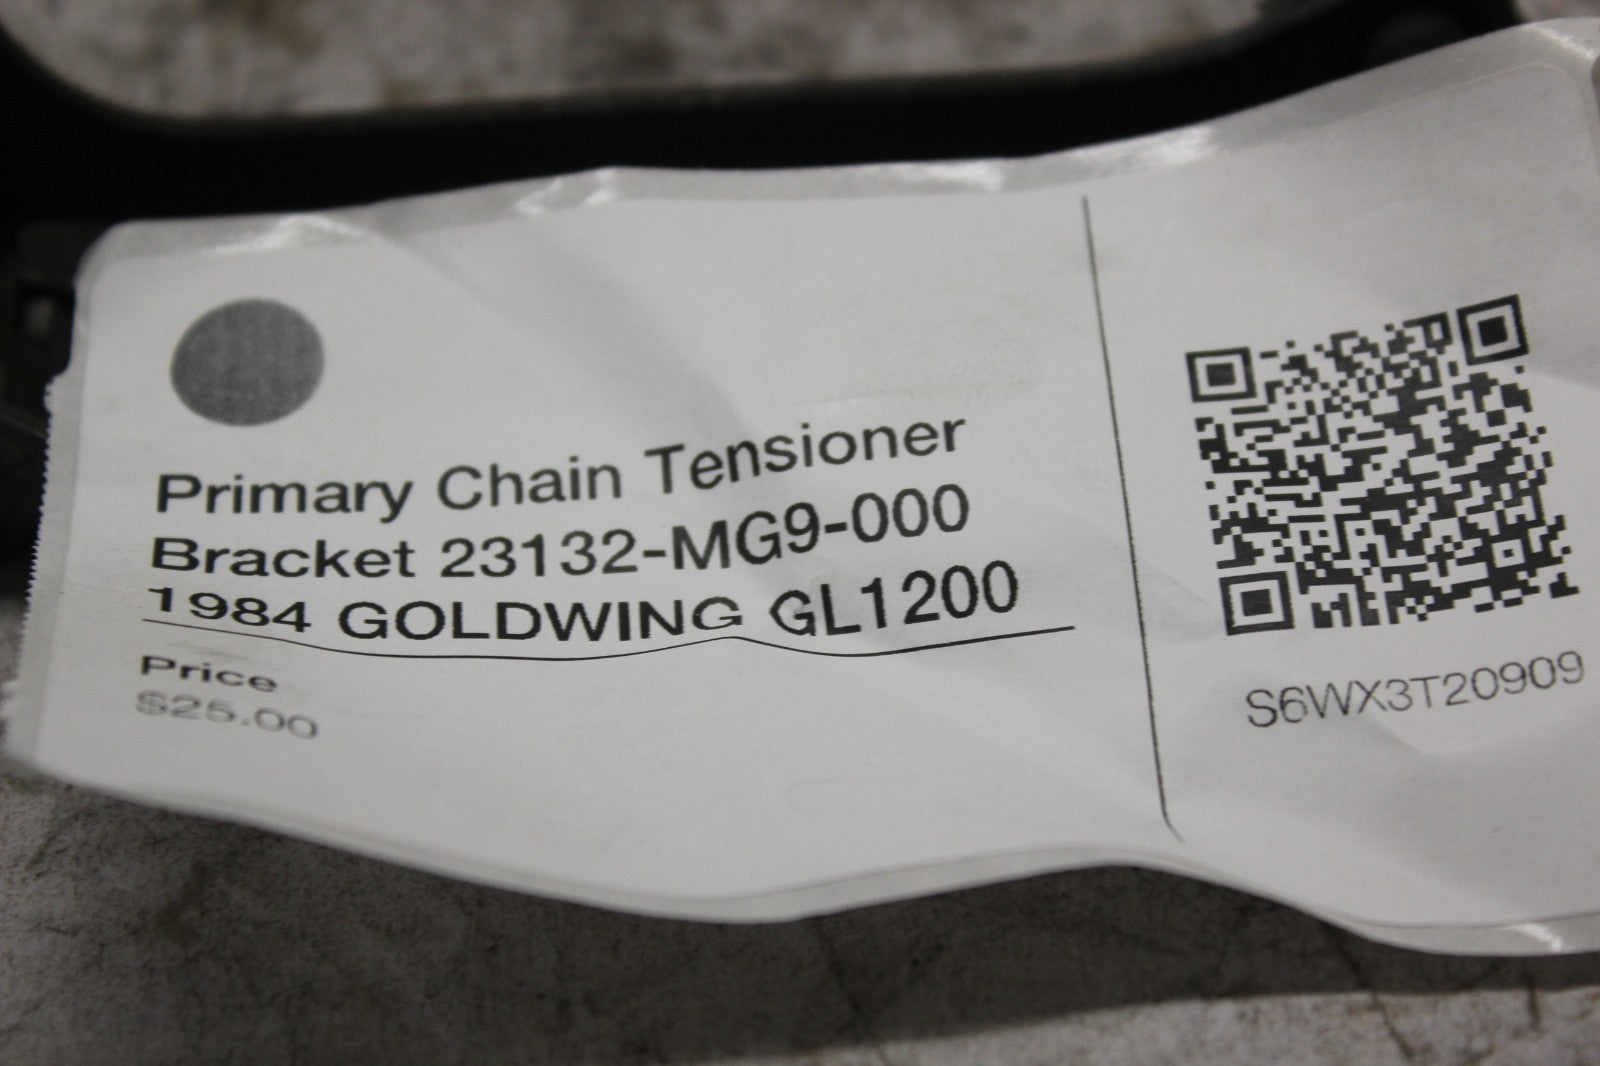 Primary Chain Tensioner
Bracket 23132-MG9-000
1984 GOLDWING GL1200
Price
$25.00
S6WX3T20909